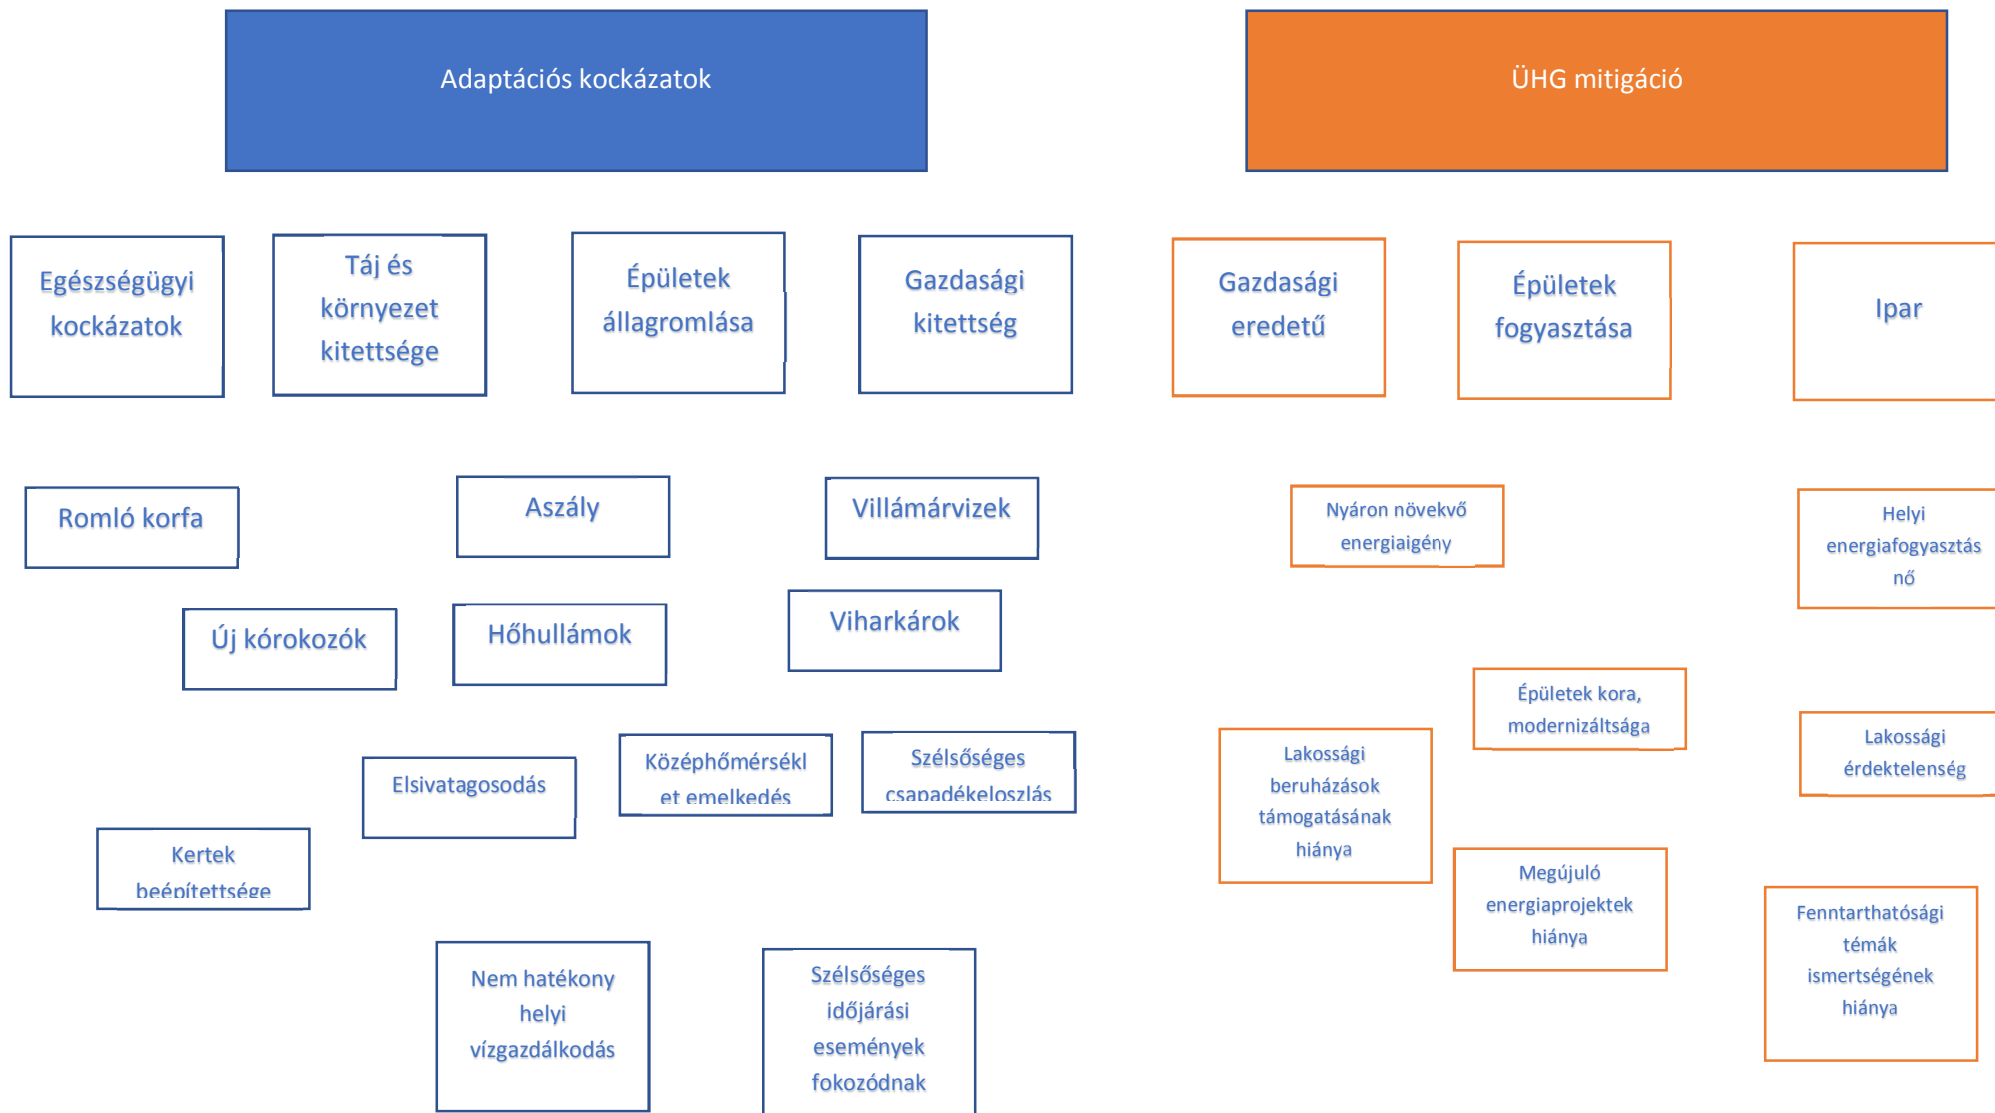 Adaptációs kockázatok
ÜHG mitigáció
Egészségügyi
kockázatok
Táj és
környezet
kitettsége
Épületek
állagromlása
Gazdasági
kitettség
Gazdasági
eredetű
Épületek
fogyasztása
Ipar
Romló korfa
Aszály
Villámárvizek
Nyáron növekvő
energiaigény
Helyi
energiafogyasztás
nő
Új kórokozók
Hőhullámok
Viharkárok
Épületek kora,
modernizáltsága
Elsivatagosodás
Középhőmérsékl
et emelkedés
Szélsőséges
csapadékeloszlás
Lakossági
beruházások
támogatásának
hiánya
Lakossági
érdektelenség
Kertek
beépítettsége
Megújuló
energiaprojektek
hiánya
Fenntarthatósági
témák
ismertségének
hiánya
Nem hatékony
helyi
vízgazdálkodás
Szélsőséges
időjárási
események
fokozódnak